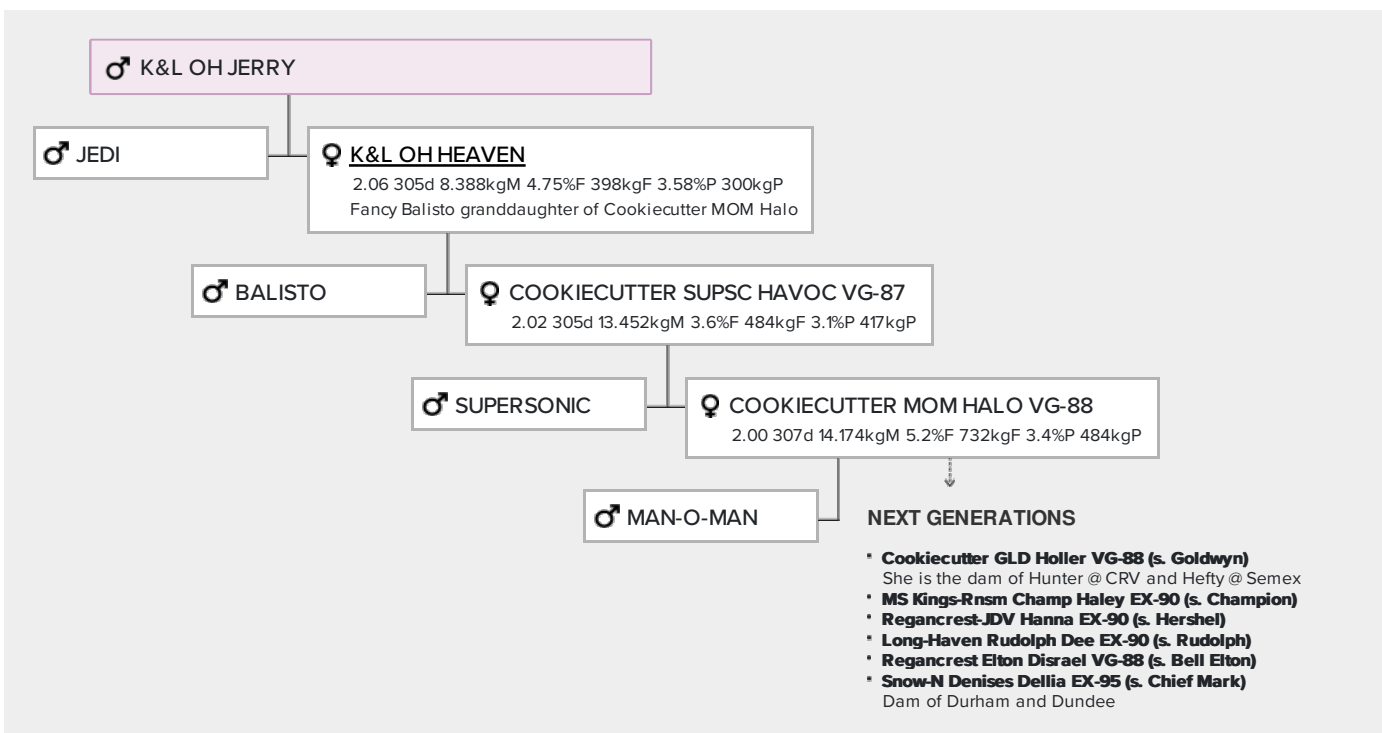 K&L OH JERRY
JEDI
K&L OH HEAVEN
2.06 305d 8.388kgM 4.75%F 398kgF 3.58%P 300kgP
Fancy Balisto granddaughter of Cookiecutter MOM Halo
BALISTO
COOKIECUTTER SUPSC HAVOC VG-87
2.02 305d 13.452kgM 3.6%F 484kgF 3.1%P 417kgP
SUPERSONIC
COOKIECUTTER MOM HALO VG-88
2.00 307d 14.174kgM 5.2%F 732kgF 3.4%P 484kgP
MAN-O-MAN
NEXT GENERATIONS
Cookiecutter GLD Holler VG-88 (s. Goldwyn)
She is the dam of Hunter @ CRV and Hefty @ Semex
MS Kings-Rnsm Champ Haley EX-90 (s. Champion)
Regancrest-JDV Hanna EX-90 (s. Hershel)
Long-Haven Rudolph Dee EX-90 (s. Rudolph)
Regancrest Elton Disrael VG-88 (s. Bell Elton)
Snow-N Denises Dellia EX-95 (s. Chief Mark)
Dam of Durham and Dundee